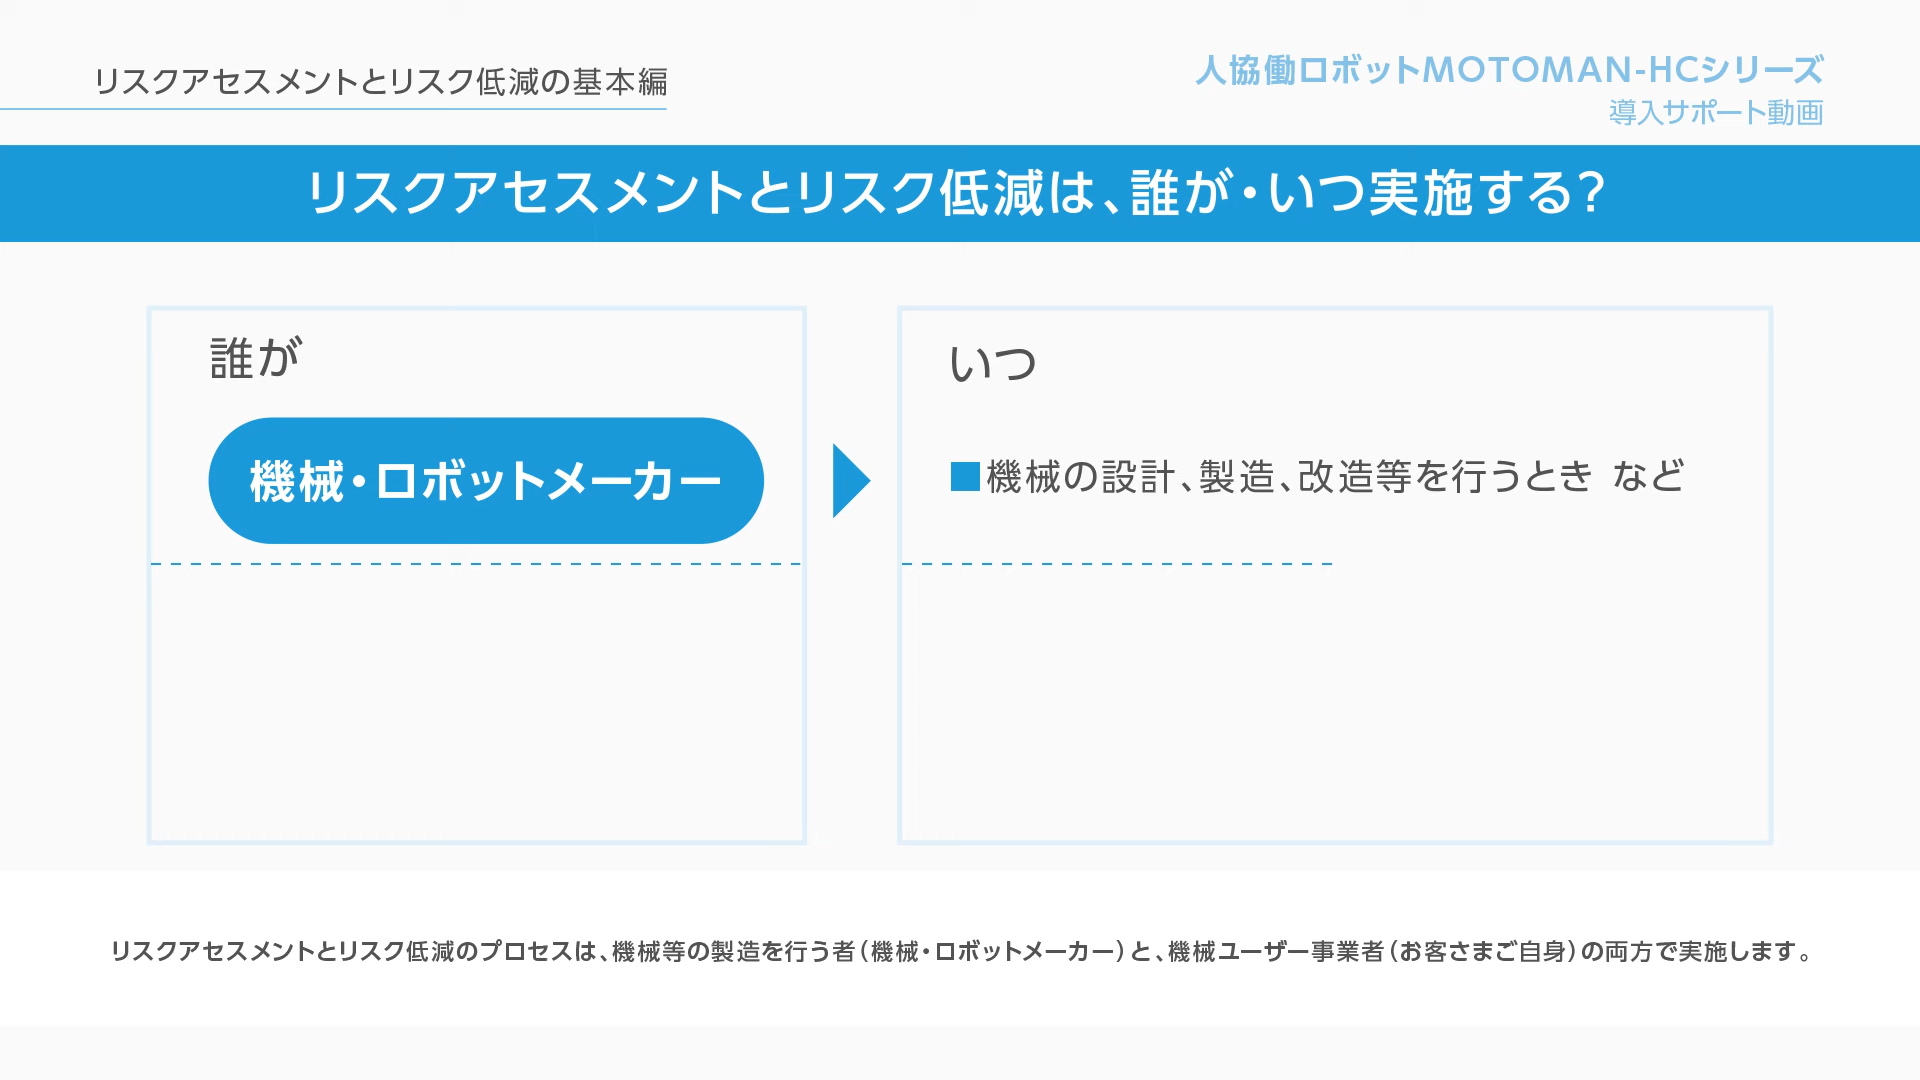 リスクアセスメントとリスク低減の基本編
人協働ロボットMOTOMAN-HCシリーズ
導入サポート動画
リスクアセスメントとリスク低減は、誰が・いつ実施する?
誰が
機械・ロボットメーカー
いつ
■機械の設計、製造、改造等を行うとき など
リスクアセスメントとリスク低減のプロセスは、機械等の製造を行う者(機械・ロボットメーカー)と、機械ユーザー事業者(お客さまご自身)の両方で実施します。